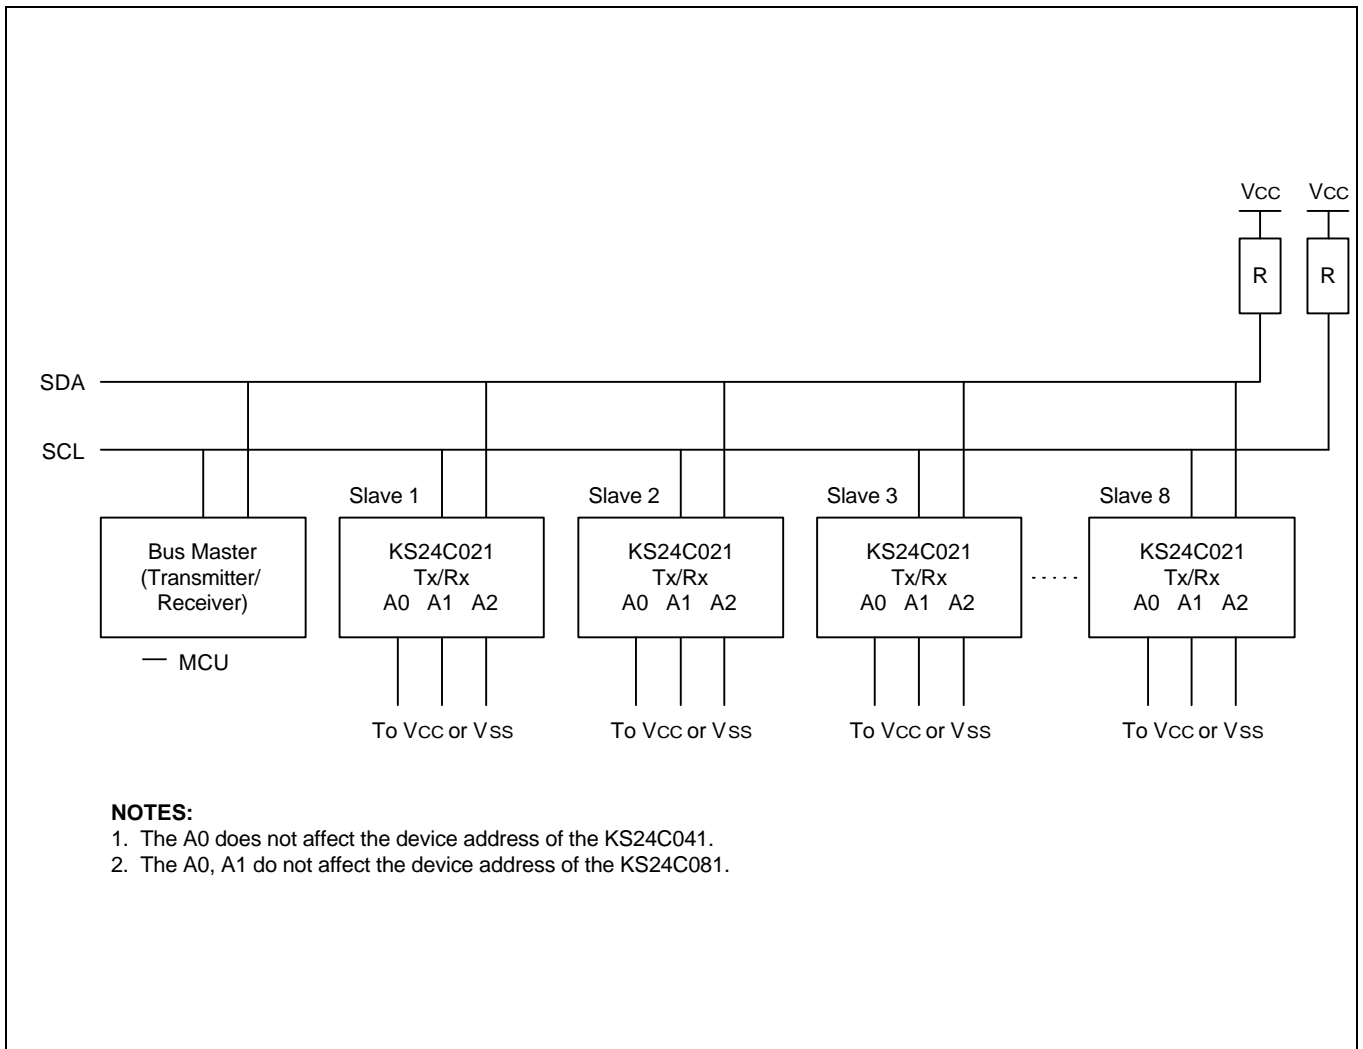 Vcc Vcc
R R
SDA
SCL
Slave 1 Slave 2 Slave 3 Slave 8
Bus Master
(Transmitter/
Receiver)
KS24C021
Tx/Rx
A0 A1 A2
KS24C021
Tx/Rx
A0 A1 A2
KS24C021
Tx/Rx
A0 A1 A2
.....
KS24C021
Tx/Rx
A0 A1 A2
— MCU
To Vcc or Vss To Vcc or Vss To Vcc or Vss To Vcc or Vss
NOTES:
1. The A0 does not affect the device address of the KS24C041.
2. The A0, A1 do not affect the device address of the KS24C081.